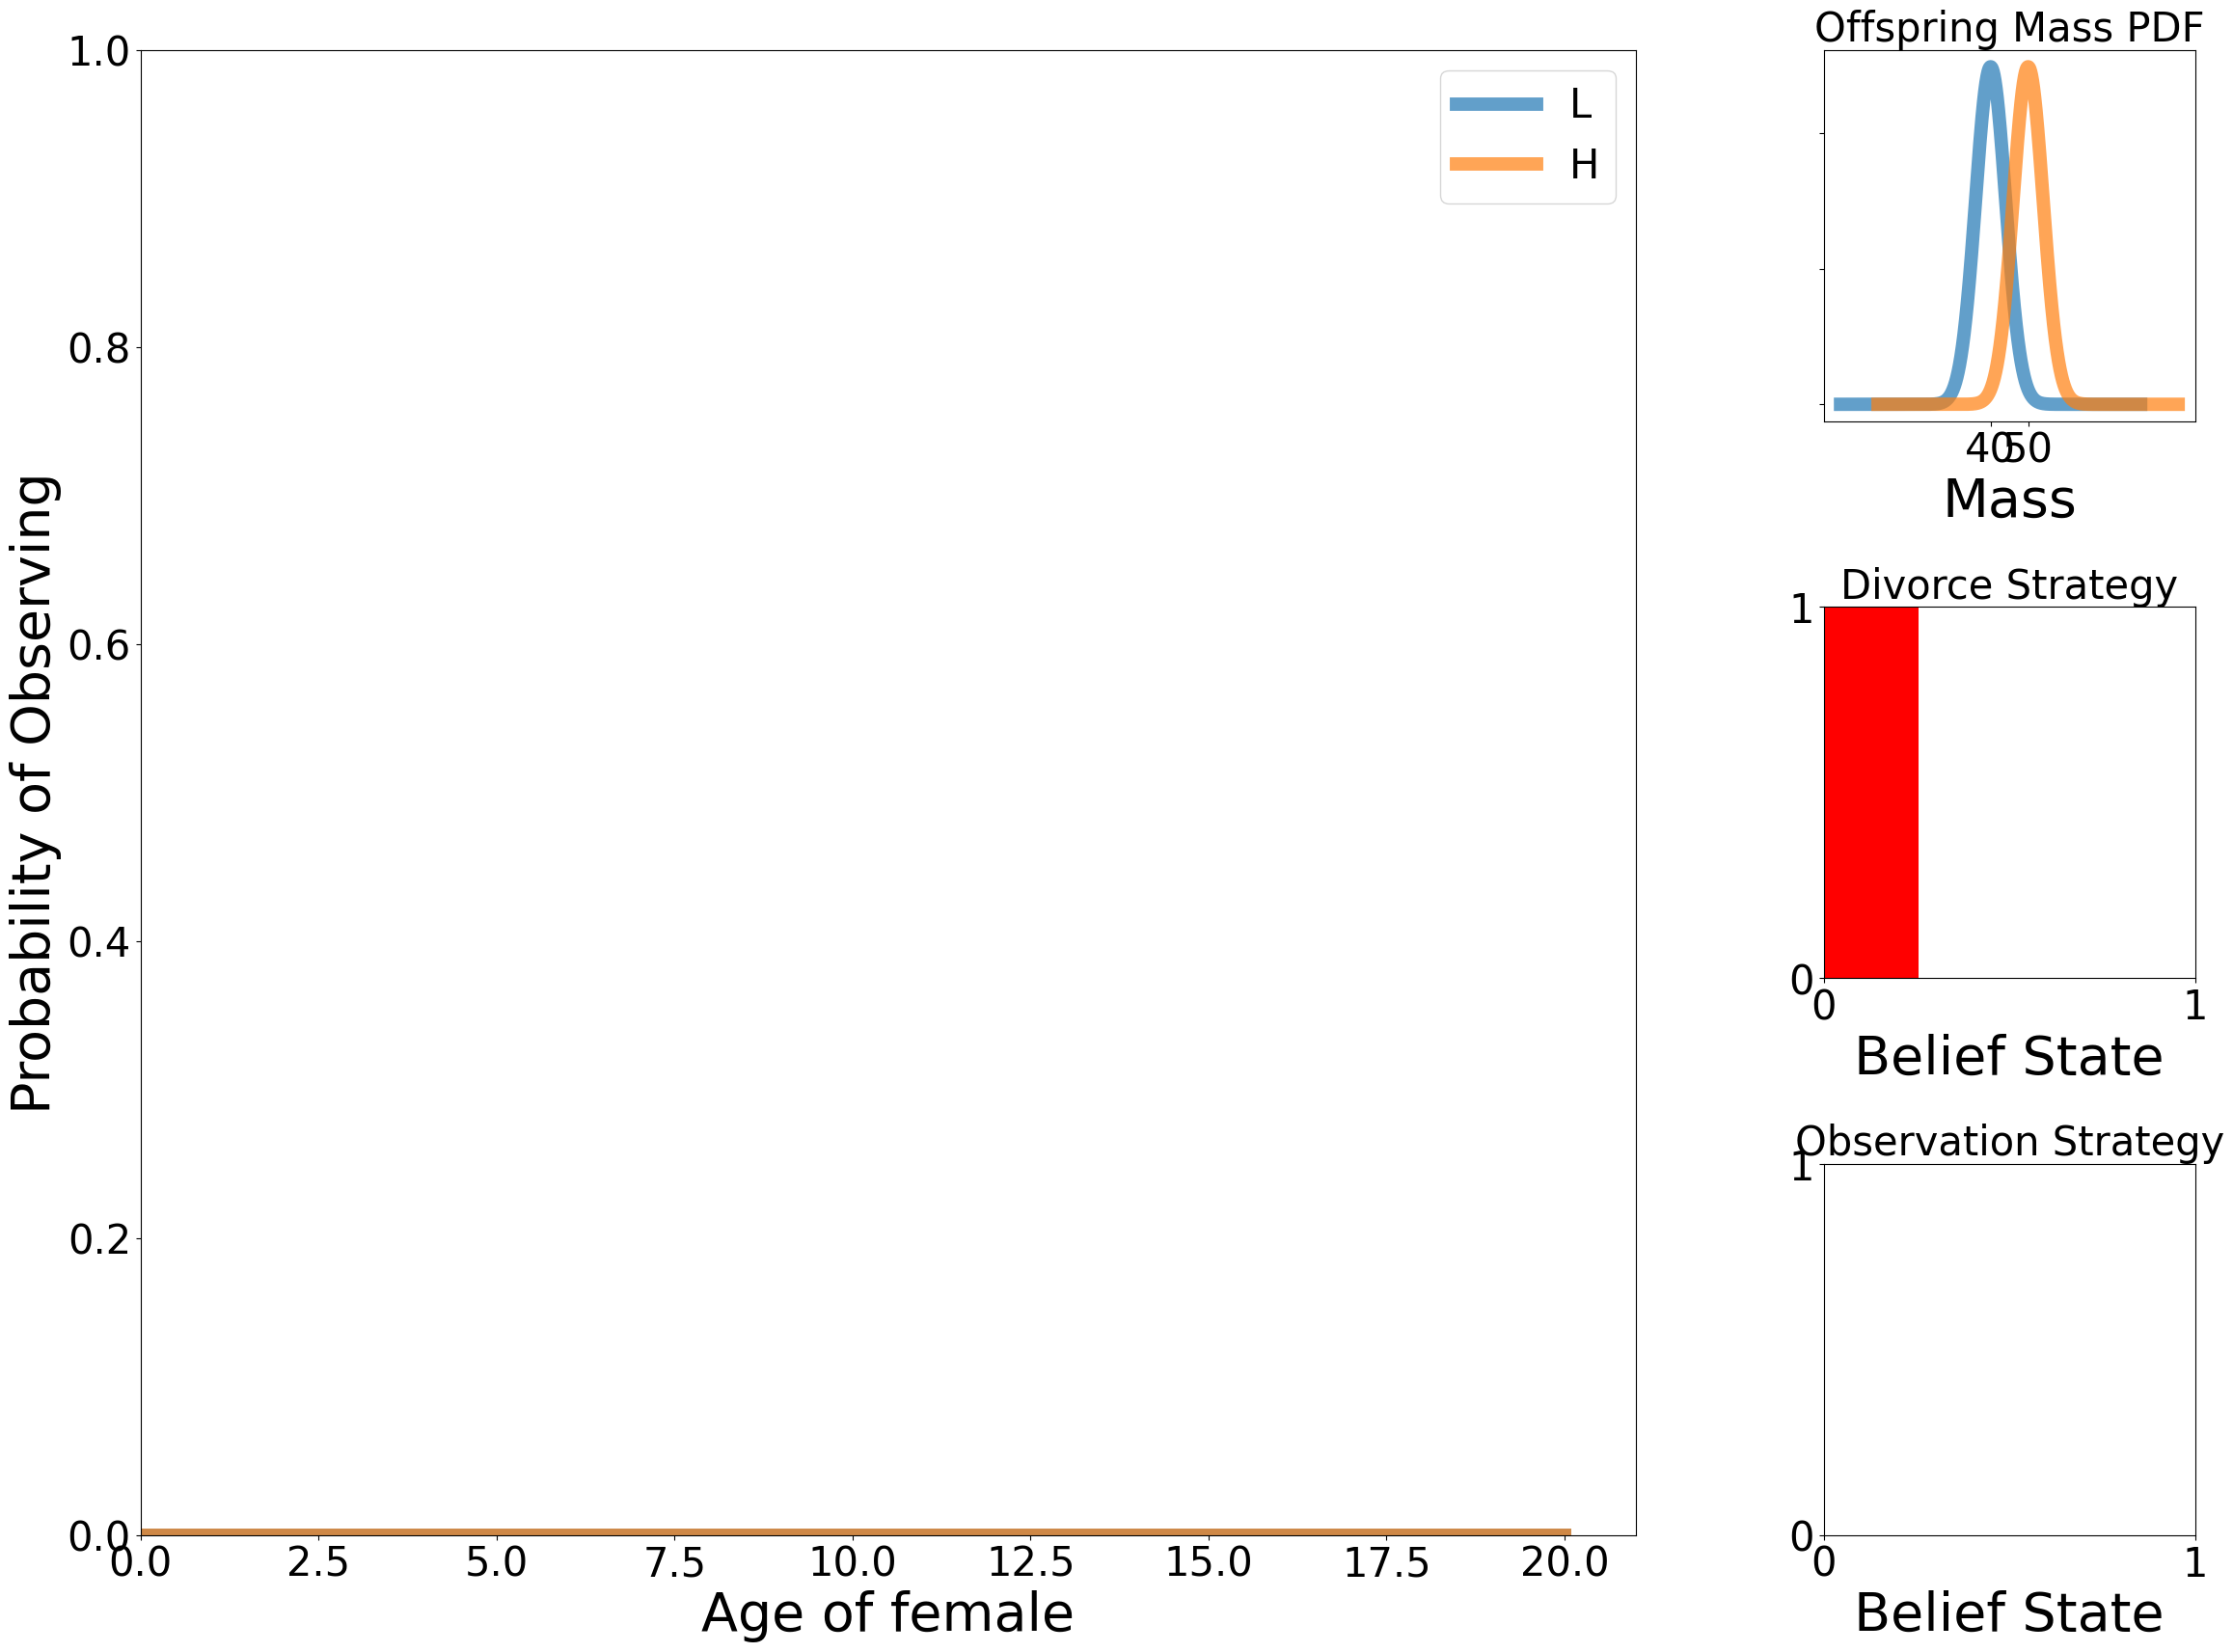 Probability of Observing
1.0
0.8
0.6
0.4
0.2
0.0
0.0 2.5 5.0 7.5 10.0 12.5 15.0 17.5 20.0
Age of female
L
H
Offspring Mass PDF
40 50
Mass
Divorce Strategy
1
0
0 1
Belief State
Observation Strategy
1
0
0 1
Belief State